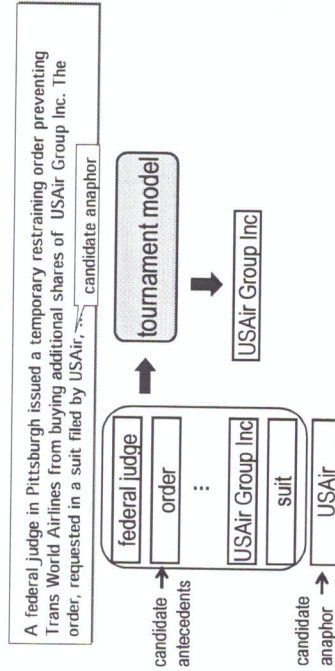 A federal judge in Pittsburgh issued a temporary restraining order preventing
Trans World Airlines from buying additional shares of USAir Group Inc. The
order, requested in a suit filed by USAir, ...
candidate anaphor
candidate
antecedents
federal judge
order
...
USAir Group Inc
suit
tournament model
USAir Group Inc
candidate
anaphor
USAir